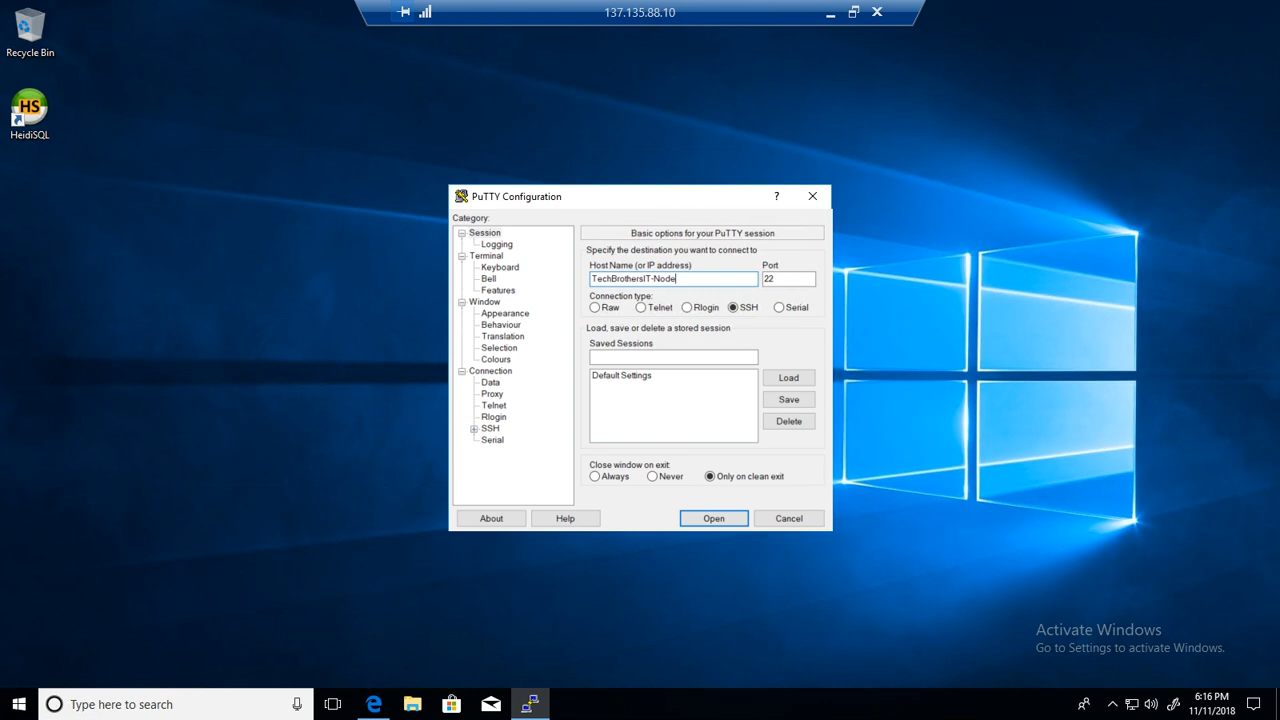 137.135.88.10
Recycle Bin
HS
HeidiSQL
PuTTY Configuration
?
Category:
Session
Logging
Terminal
Keyboard
Bell
Features
Window
Appearance
Behaviour
Translation
Selection
Colours
Connection
Data
Proxy
Telnet
Rlogin
SSH
Serial
Basic options for your PuTTY session
Specify the destination you want to connect to
Host Name (or IP address) Port
TechBrothersIT-Node 22
Connection type:
Raw Telnet Rlogin SSH Serial
Load, save or delete a stored session
Saved Sessions
Default Settings
Load
Save
Delete
Close window on exit:
Always Never Only on clean exit
About Help Open Cancel
Activate Windows
Go to Settings to activate Windows.
Type here to search
6:16 PM
11/11/2018